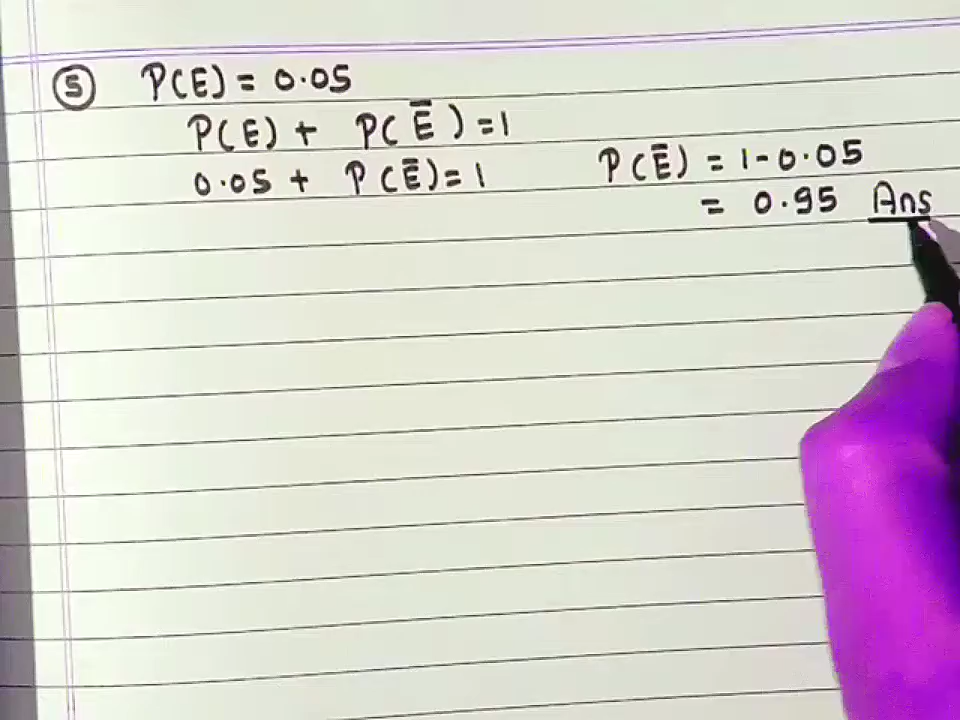 ⑤ P(E) = 0.05
P(E) + P(E̅) = 1
0.05 + P(E̅) = 1
P(E̅) = 1 - 0.05
= 0.95 Ans